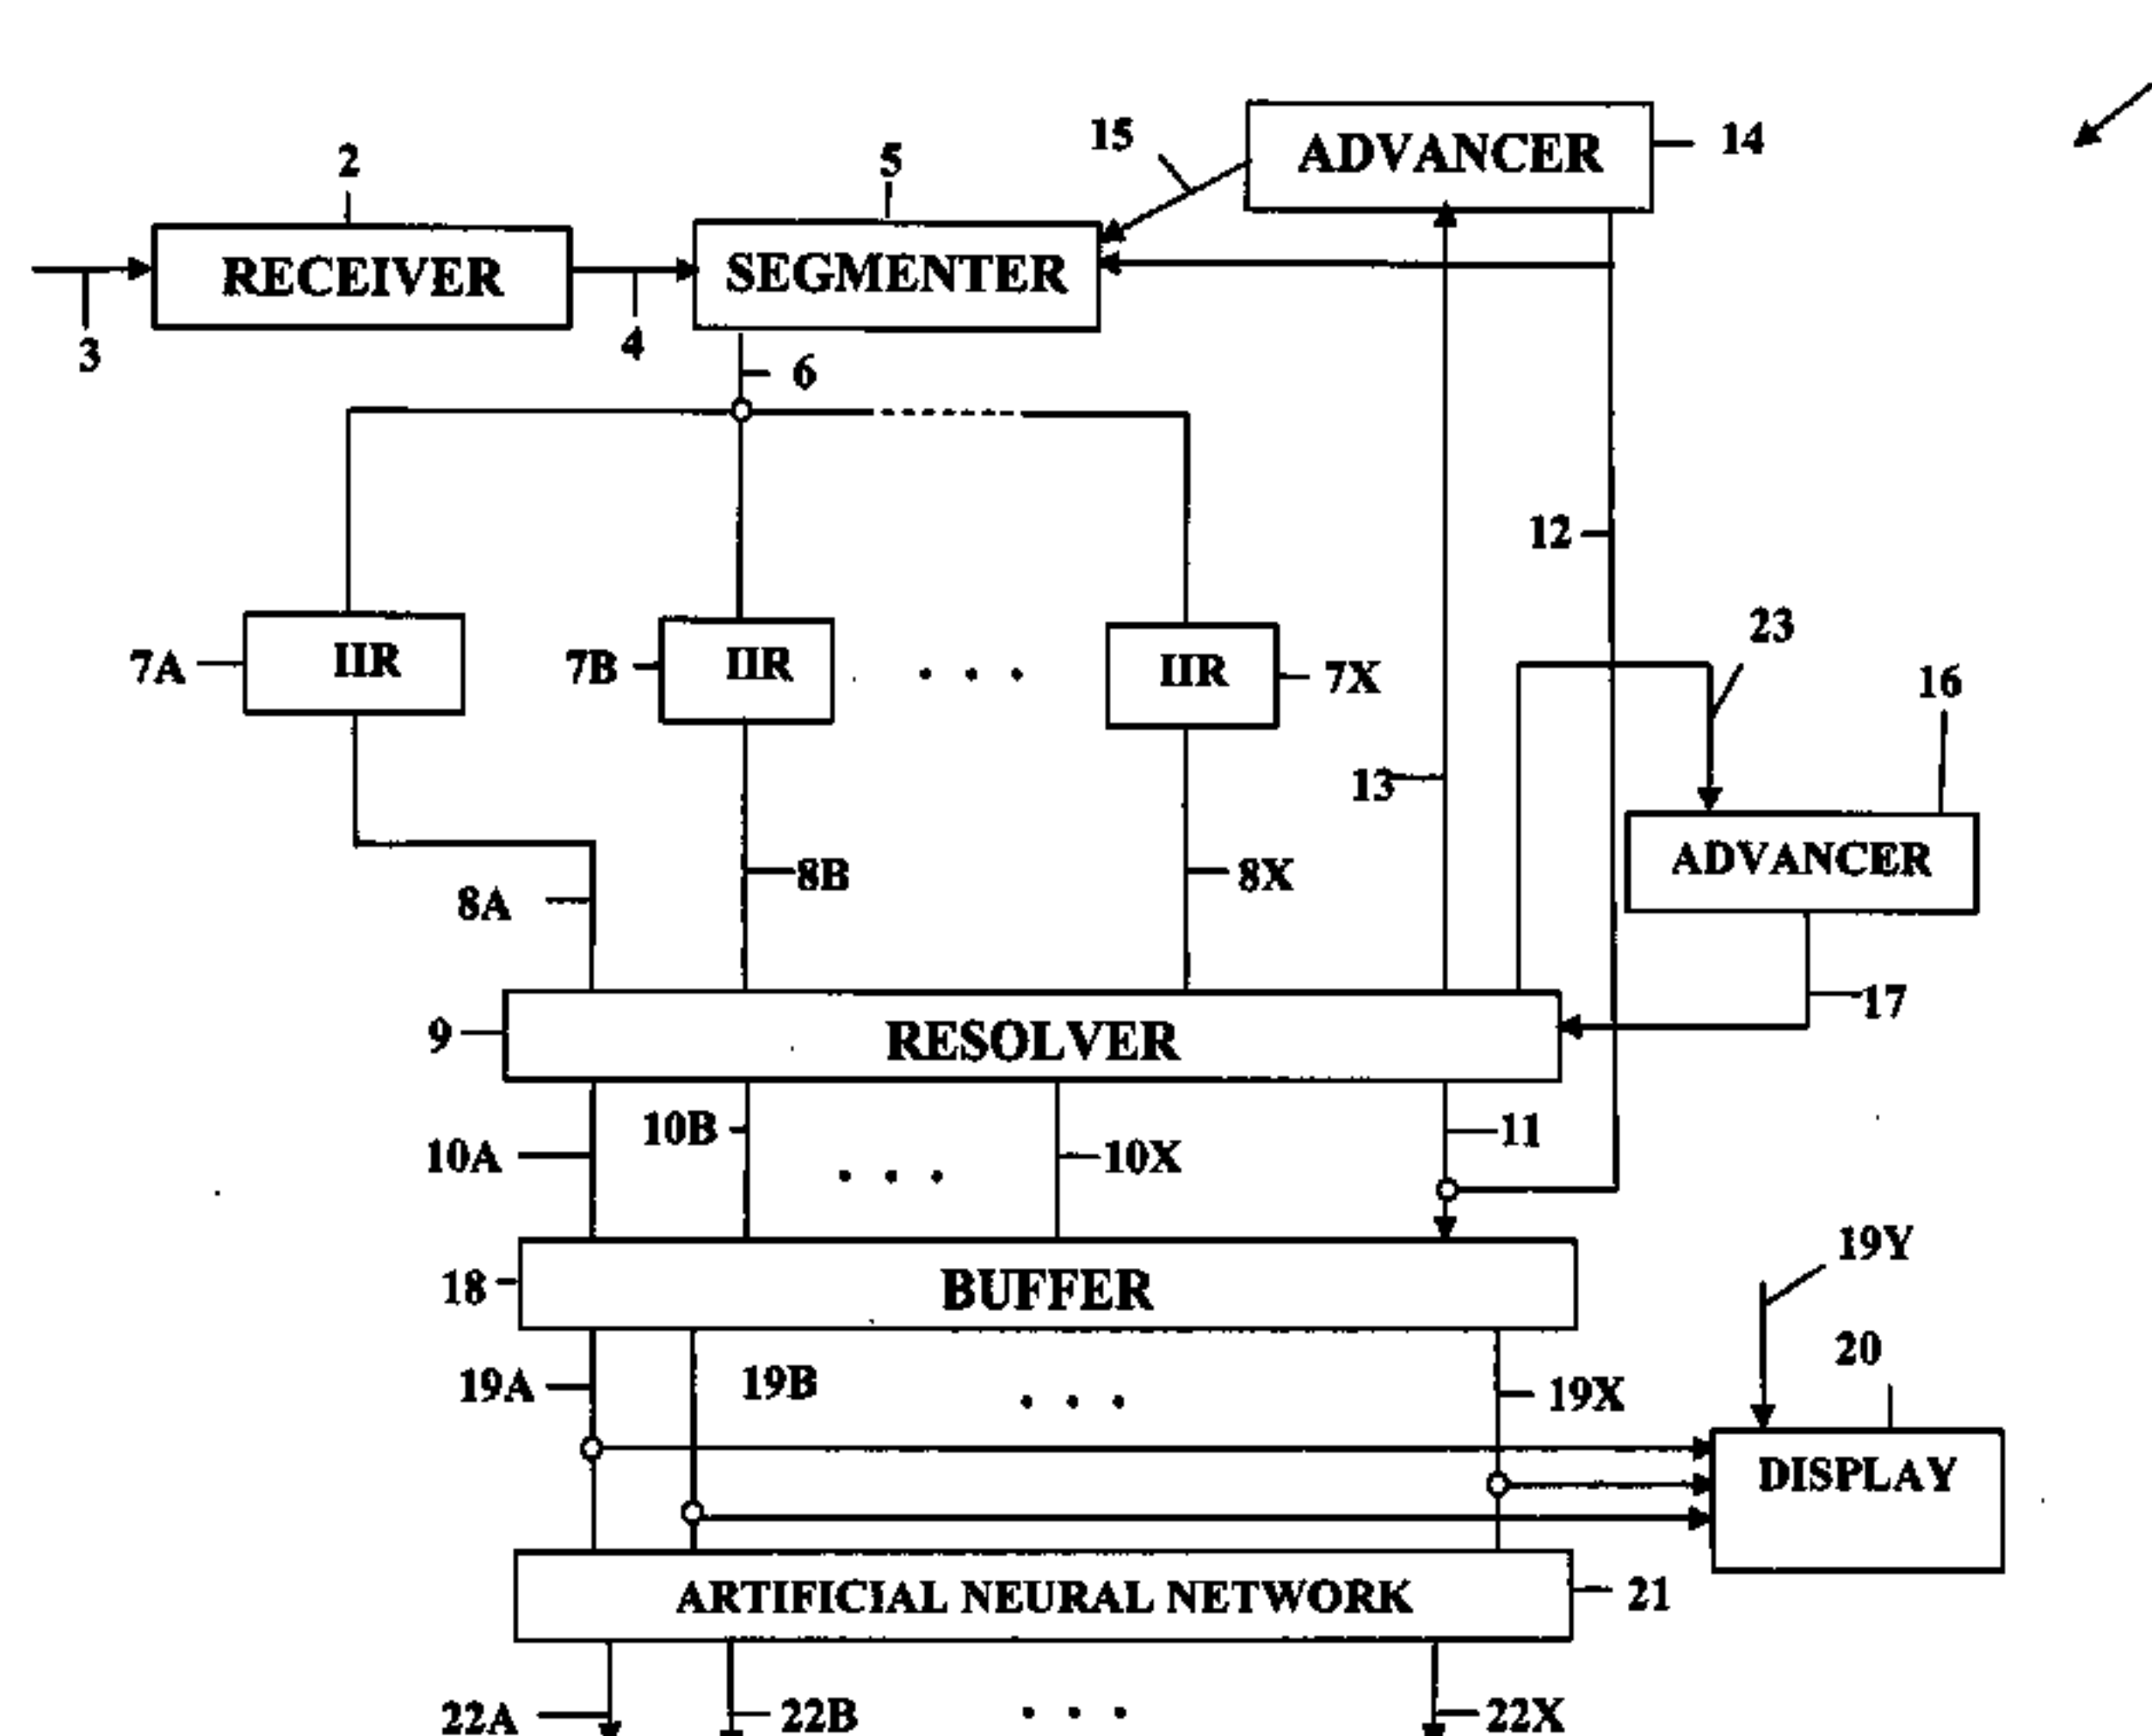 15
ADVANCER
14
2
5
RECEIVER
SEGMENTER
3
4
6
12
23
7A
IIR
7B
IIR
. . .
IIR
7X
16
13
ADVANCER
8A
8B
8X
9
RESOLVER
17
10A
10B
. . .
10X
11
18
BUFFER
19Y
19A
19B
. . .
19X
20
DISPLAY
ARTIFICIAL NEURAL NETWORK
21
22A
22B
. . .
22X